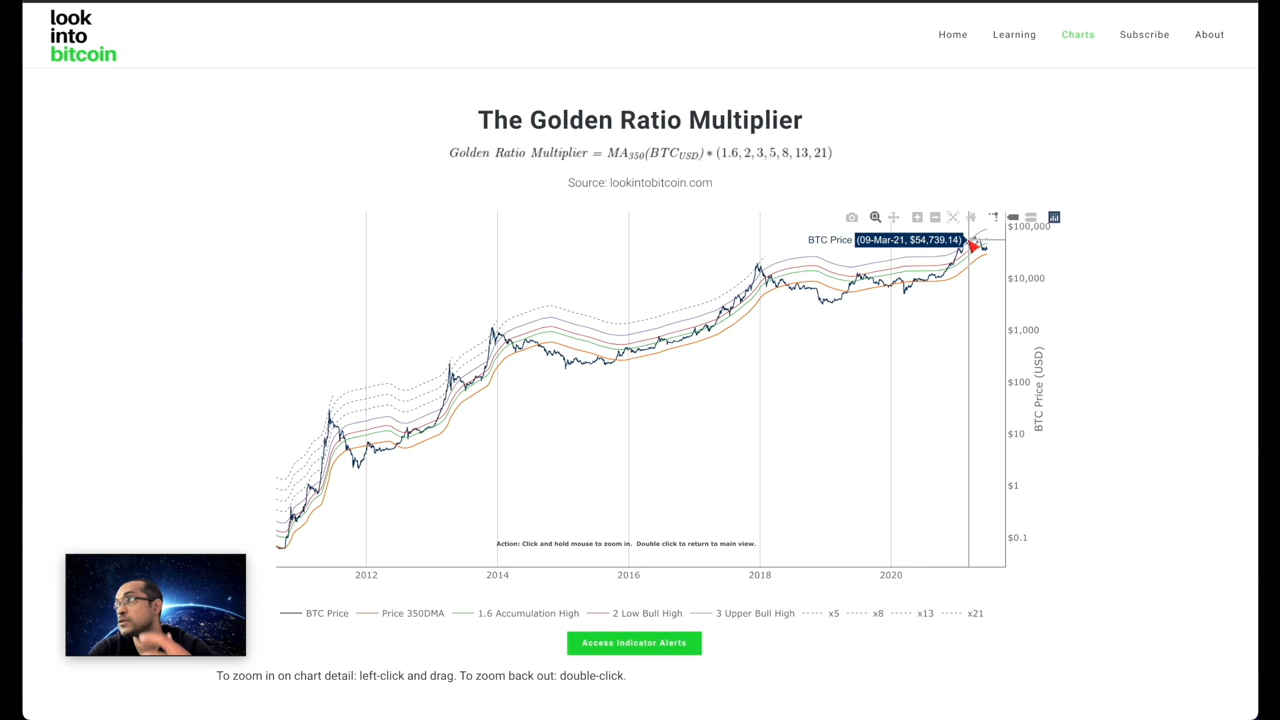 look
into
bitcoin
Home Learning Charts Subscribe About
The Golden Ratio Multiplier
Golden Ratio Multiplier = MA350(BTCUSD) * (1.6, 2, 3, 5, 8, 13, 21)
Source: lookintobitcoin.com
$100,000
BTC Price (09-Mar-21, $54,739.14)
$10,000
$1,000
$100
$10
$1
$0.1
BTC Price (USD)
Action: Click and hold mouse to zoom in. Double click to return to main view.
2012 2014 2016 2018 2020
BTC Price Price 350DMA 1.6 Accumulation High 2 Low Bull High 3 Upper Bull High x5 x8 x13 x21
Access Indicator Alerts
To zoom in on chart detail: left-click and drag. To zoom back out: double-click.